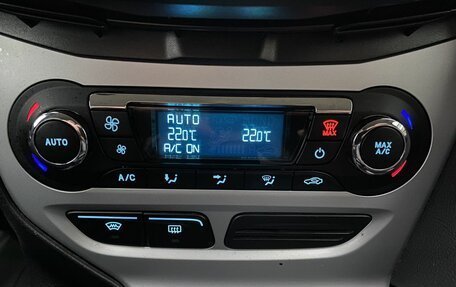 AUTO
22.0°C 22.0°C
A/C ON
MAX
AUTO
MAX A/C
A/C